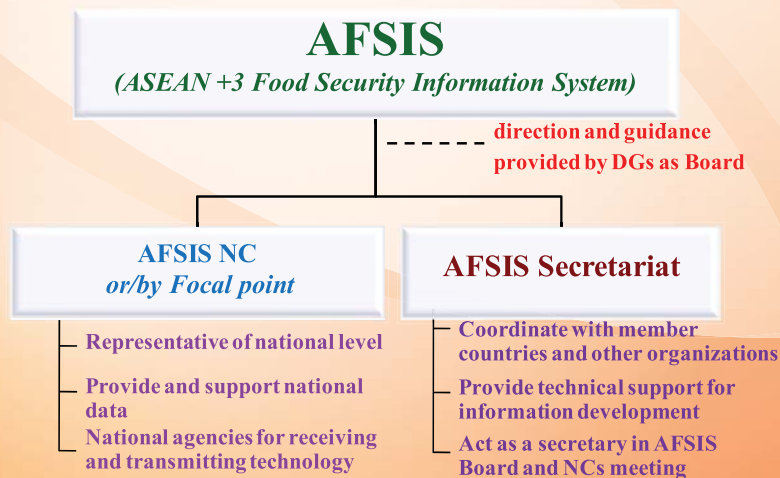 AFSIS
(ASEAN +3 Food Security Information System)
direction and guidance
provided by DGs as Board
AFSIS NC
or/by Focal point
Representative of national level
Provide and support national
data
National agencies for receiving
and transmitting technology
AFSIS Secretariat
Coordinate with member
countries and other organizations
Provide technical support for
information development
Act as a secretary in AFSIS
Board and NCs meeting